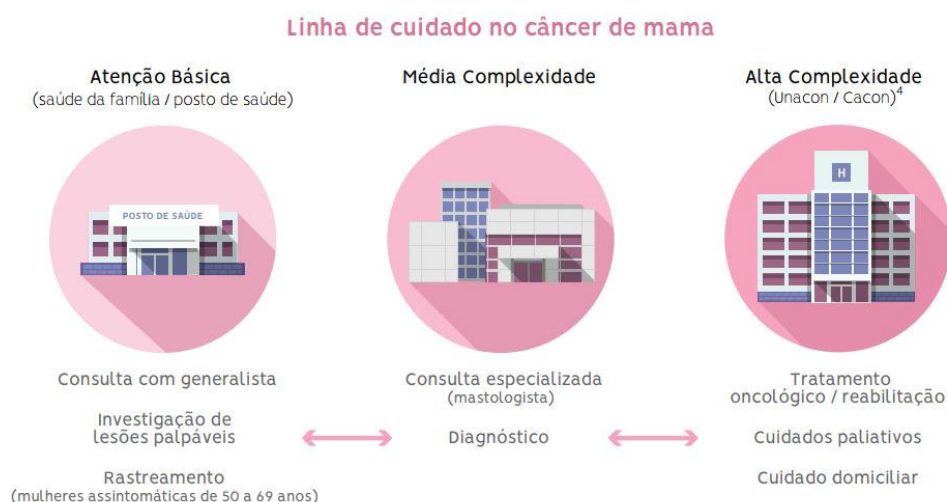 Linha de cuidado no câncer de mama
Atenção Básica
(saúde da família / posto de saúde)
POSTO DE SAÚDE
Consulta com generalista
Investigação de
lesões palpáveis
Rastreamento
(mulheres assintomáticas de 50 a 69 anos)
Média Complexidade
Consulta especializada
(mastologista)
Diagnóstico
Alta Complexidade
(Unacon / Cacon)⁴
H
Tratamento
oncológico / reabilitação
Cuidados paliativos
Cuidado domiciliar